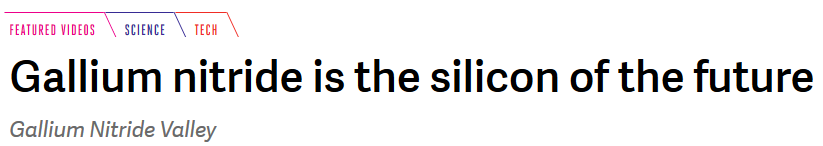 FEATURED VIDEOS SCIENCE TECH
Gallium nitride is the silicon of the future
Gallium Nitride Valley